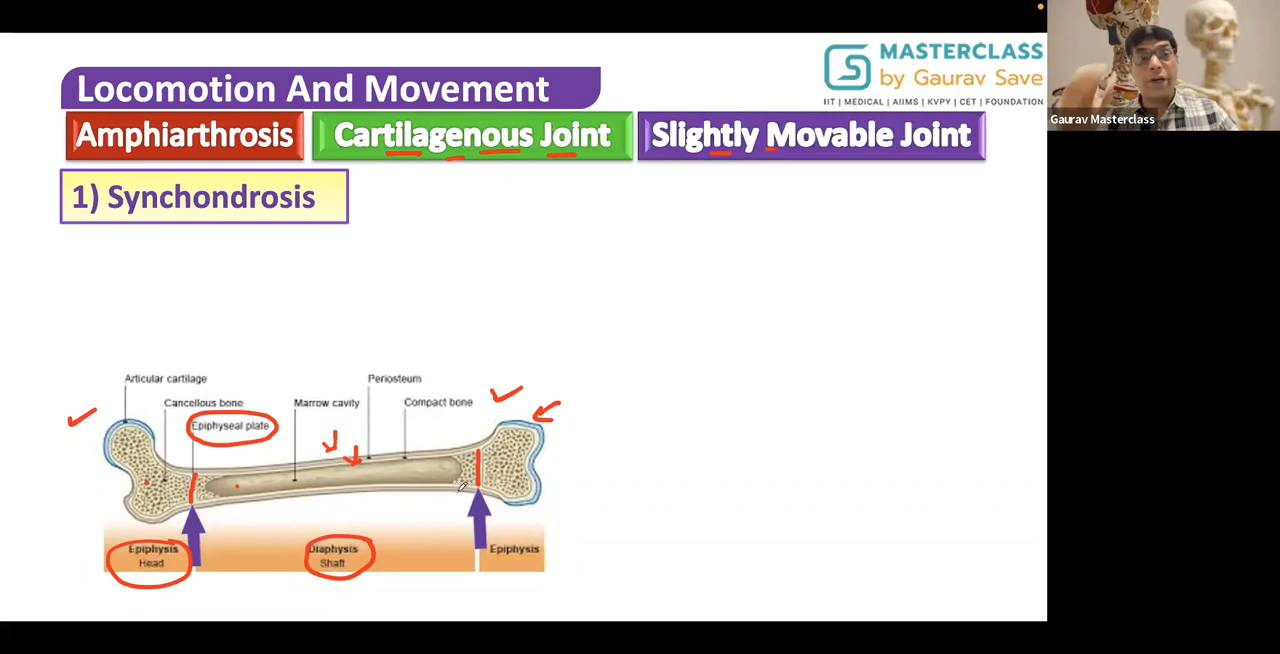 MASTERCLASS
by Gaurav Save
IIT | MEDICAL | AIIMS | KVPY | CET | FOUNDATION
Gaurav Masterclass
Locomotion And Movement
Amphiarthrosis
Cartilagenous Joint
Slightly Movable Joint
1) Synchondrosis
Articular cartilage
Periosteum
Cancellous bone
Marrow cavity
Compact bone
Epiphyseal plate
Epiphysis
Head
Diaphysis
Shaft
Epiphysis